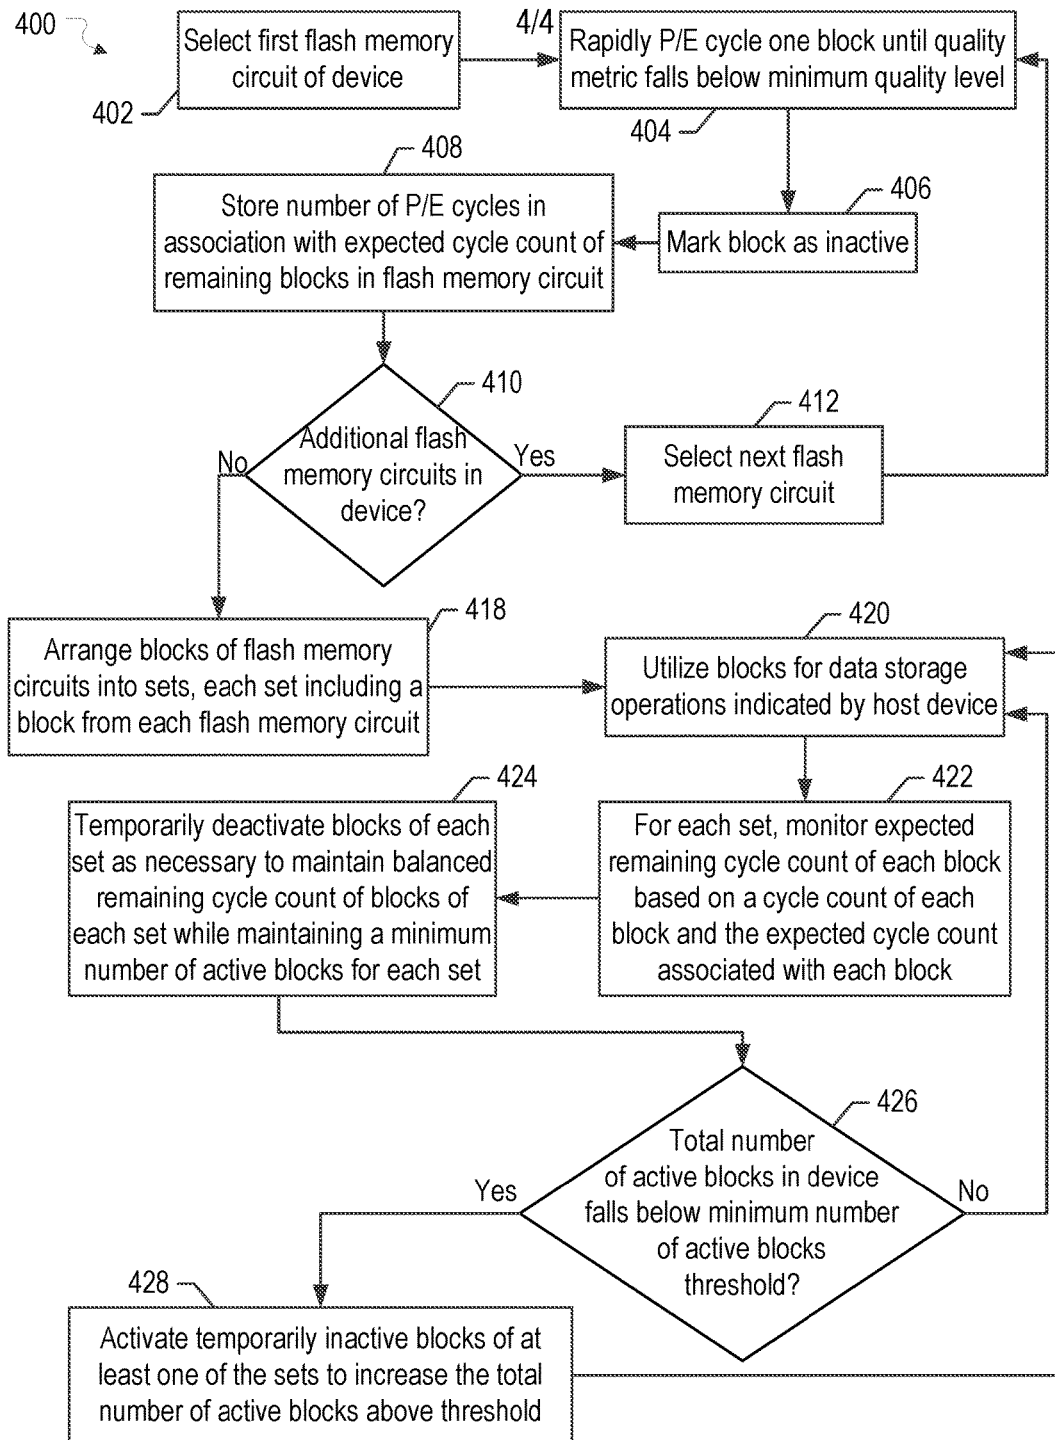 400
Select first flash memory
circuit of device
402
4/4
Rapidly P/E cycle one block until quality
metric falls below minimum quality level
404
406
Mark block as inactive
408
Store number of P/E cycles in
association with expected cycle count of
remaining blocks in flash memory circuit
410
Additional flash
memory circuits in
device?
No
Yes
412
Select next flash
memory circuit
418
Arrange blocks of flash memory
circuits into sets, each set including a
block from each flash memory circuit
420
Utilize blocks for data storage
operations indicated by host device
422
For each set, monitor expected
remaining cycle count of each block
based on a cycle count of each
block and the expected cycle count
associated with each block
424
Temporarily deactivate blocks of each
set as necessary to maintain balanced
remaining cycle count of blocks of
each set while maintaining a minimum
number of active blocks for each set
426
Total number
of active blocks in device
falls below minimum number
of active blocks
threshold?
Yes
No
428
Activate temporarily inactive blocks of at
least one of the sets to increase the total
number of active blocks above threshold